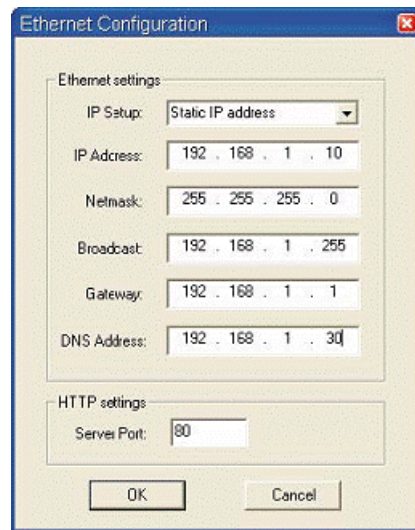 Ethernet Configuration
Ethernet settings
IP Setup: Static IP address
IP Address: 192 . 168 . 1 . 10
Netmask: 255 . 255 . 255 . 0
Broadcast: 192 . 168 . 1 . 255
Gateway: 192 . 168 . 1 . 1
DNS Address: 192 . 168 . 1 . 30
HTTP settings
Server Port: 80
OK Cancel